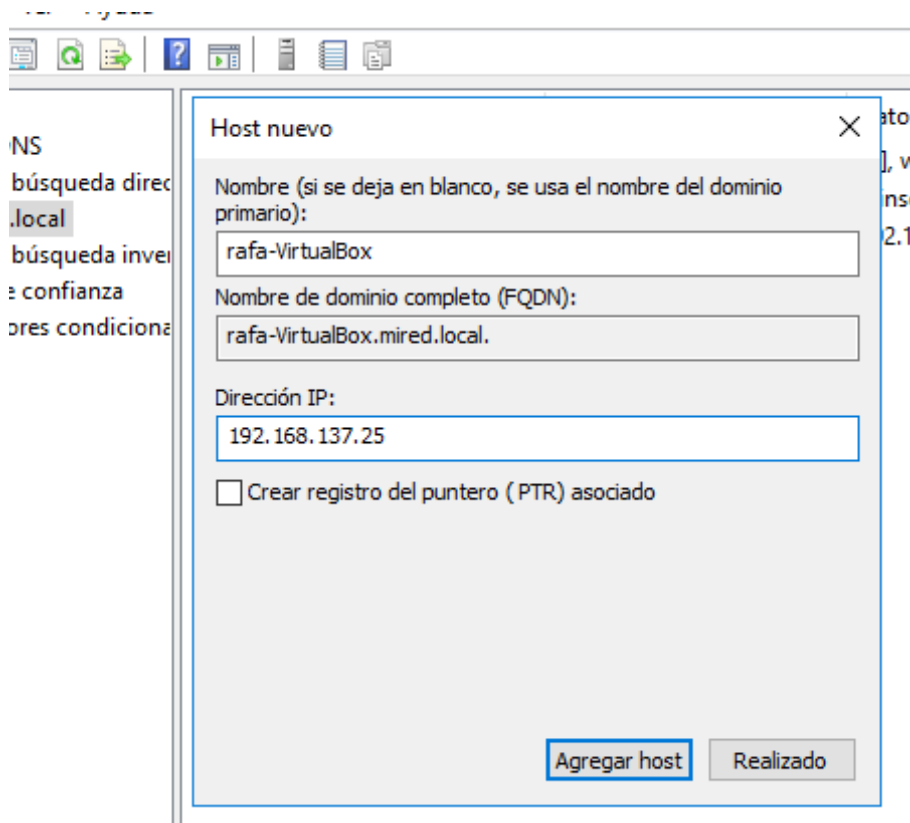 Host nuevo
NS
búsqueda direc
.local
búsqueda inver
confianza
ores condiciona
Nombre (si se deja en blanco, se usa el nombre del dominio
primario):
rafa-VirtualBox
Nombre de dominio completo (FQDN):
rafa-VirtualBox.mired.local.
Dirección IP:
192.168.137.25
Crear registro del puntero (PTR) asociado
Agregar host
Realizado